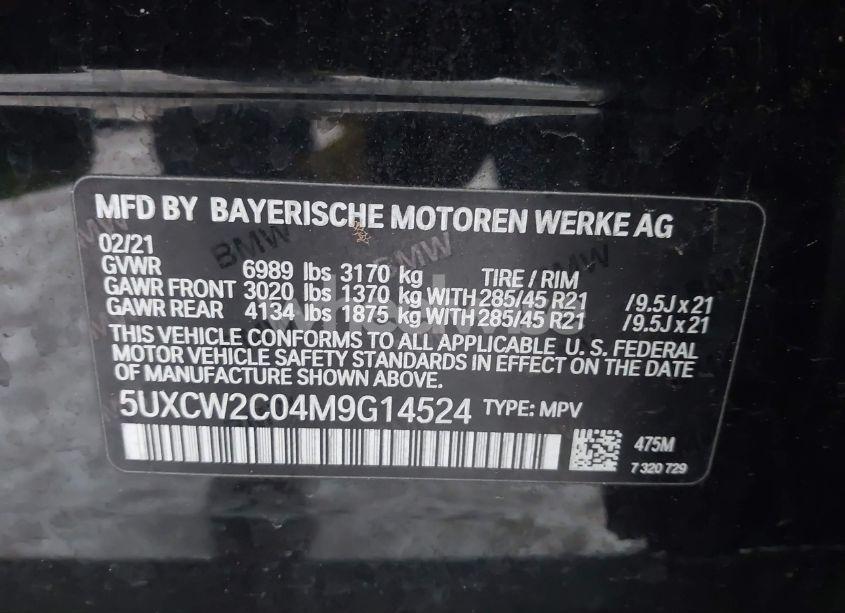 MFD BY BAYERISCHE MOTOREN WERKE AG
02/21
GVWR 6989 lbs 3170 kg TIRE / RIM
GAWR FRONT 3020 lbs 1370 kg WITH 285/45 R21 /9.5J x 21
GAWR REAR 4134 lbs 1875 kg WITH 285/45 R21 /9.5J x 21
THIS VEHICLE CONFORMS TO ALL APPLICABLE U. S. FEDERAL
MOTOR VEHICLE SAFETY STANDARDS IN EFFECT ON THE DATE
OF MANUFACTURE SHOWN ABOVE.
5UXCW2C04M9G14524 TYPE: MPV
475M
7 320 729
BMW
BMW